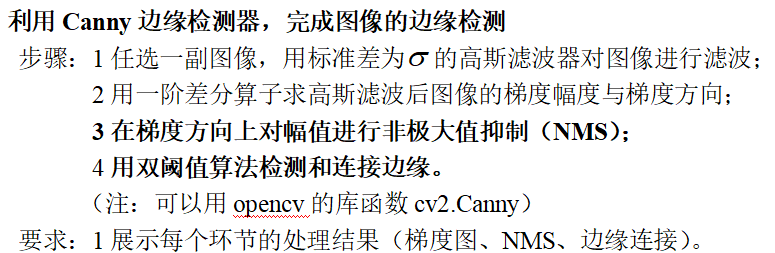 利用 Canny 边缘检测器，完成图像的边缘检测
步骤：1 任选一副图像，用标准差为σ的高斯滤波器对图像进行滤波；
2 用一阶差分算子求高斯滤波后图像的梯度幅度与梯度方向；
3 在梯度方向上对幅值进行非极大值抑制（NMS）；
4 用双阈值算法检测和连接边缘。
（注：可以用 opencv 的库函数 cv2.Canny）
要求：1 展示每个环节的处理结果（梯度图、NMS、边缘连接）。